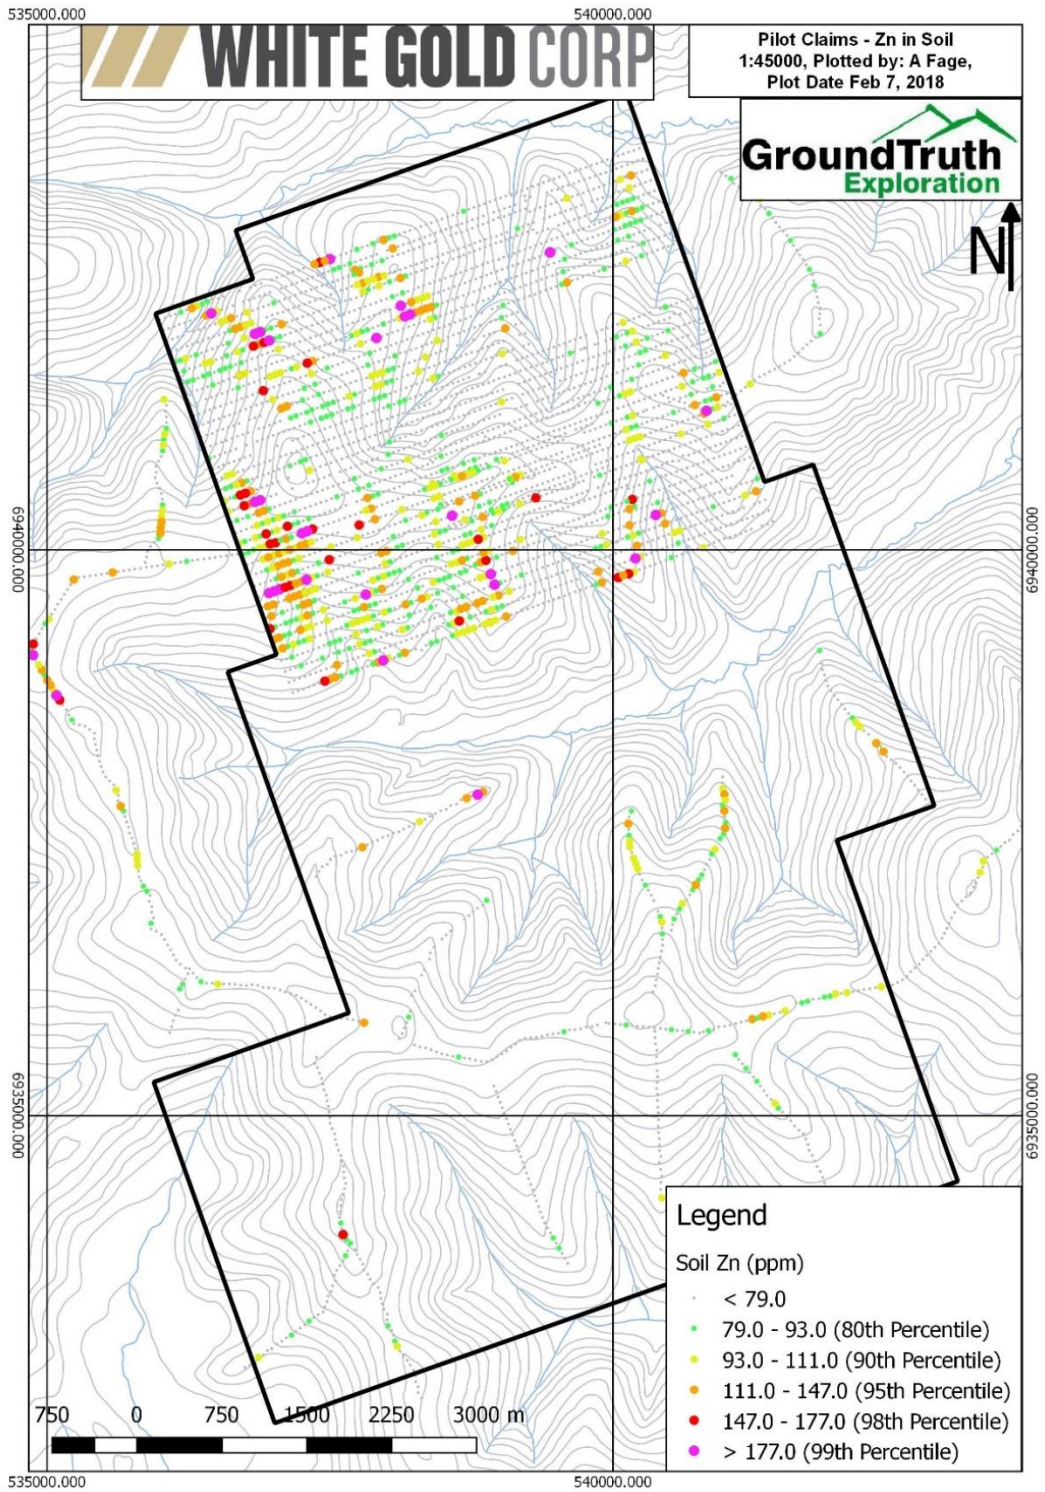 535000.000
540000.000
WHITE GOLD CORP
Pilot Claims - Zn in Soil
1:45000, Plotted by: A Fage,
Plot Date Feb 7, 2018
GroundTruth
Exploration
N
6940000.000
6940000.000
6935000.000
6935000.000
Legend
Soil Zn (ppm)
< 79.0
79.0 - 93.0 (80th Percentile)
93.0 - 111.0 (90th Percentile)
111.0 - 147.0 (95th Percentile)
147.0 - 177.0 (98th Percentile)
> 177.0 (99th Percentile)
750 0 750 1500 2250 3000 m
535000.000
540000.000